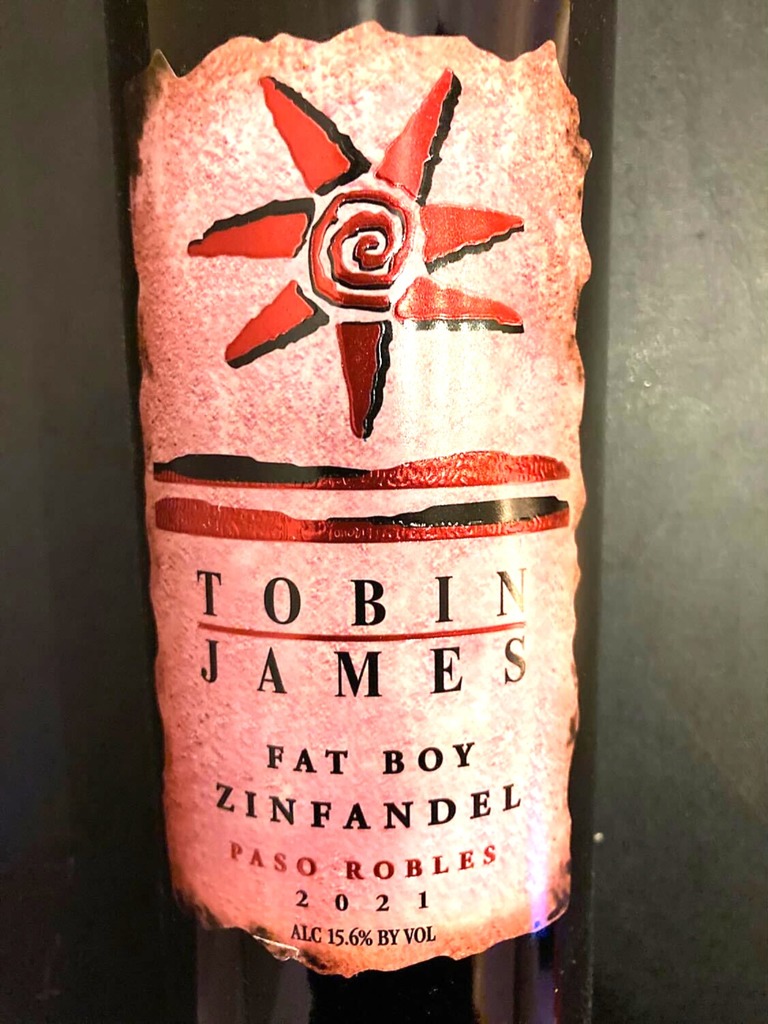 TOBIN
JAMES
FAT BOY
ZINFANDEL
PASO ROBLES
2021
ALC 15.6% BY VOL